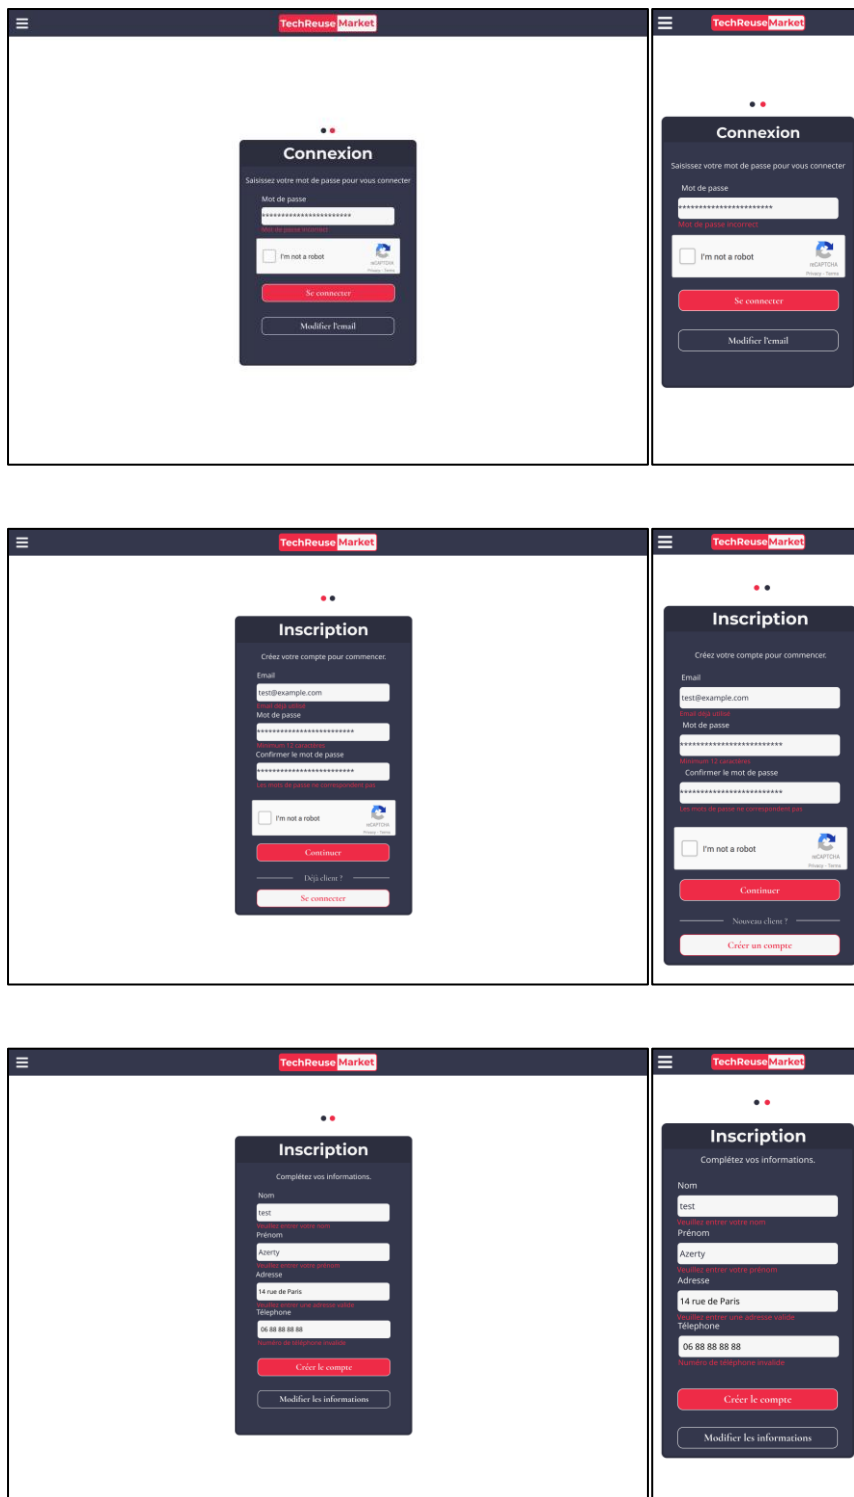 TechReuse Market
Connexion
Saisissez votre mot de passe pour vous connecter
Mot de passe
***********************
Mot de passe incorrect
I'm not a robot
reCAPTCHA
Privacy - Terms
Se connecter
Modifier l'email
TechReuse Market
Connexion
Saisissez votre mot de passe pour vous connecter
Mot de passe
***********************
Mot de passe incorrect
I'm not a robot
reCAPTCHA
Privacy - Terms
Se connecter
Modifier l'email
TechReuse Market
Inscription
Créez votre compte pour commencer.
Email
test@example.com
Email déjà utilisé
Mot de passe
*************************
Minimum 12 caractères
Confirmer le mot de passe
*************************
Les mots de passe ne correspondent pas
I'm not a robot
reCAPTCHA
Privacy - Terms
Continuer
Déjà client ?
Se connecter
TechReuse Market
Inscription
Créez votre compte pour commencer.
Email
test@example.com
Email déjà utilisé
Mot de passe
*************************
Minimum 12 caractères
Confirmer le mot de passe
*************************
Les mots de passe ne correspondent pas
I'm not a robot
reCAPTCHA
Privacy - Terms
Continuer
Nouveau client ?
Créer un compte
TechReuse Market
Inscription
Complétez vos informations.
Nom
test
Veuillez entrer votre nom
Prénom
Azerty
Veuillez entrer votre prénom
Adresse
14 rue de Paris
Veuillez entrer une adresse valide
Télephone
06 88 88 88 88
Numéro de téléphone invalide
Créer le compte
Modifier les informations
TechReuse Market
Inscription
Complétez vos informations.
Nom
test
Veuillez entrer votre nom
Prénom
Azerty
Veuillez entrer votre prénom
Adresse
14 rue de Paris
Veuillez entrer une adresse valide
Télephone
06 88 88 88 88
Numéro de téléphone invalide
Créer le compte
Modifier les informations